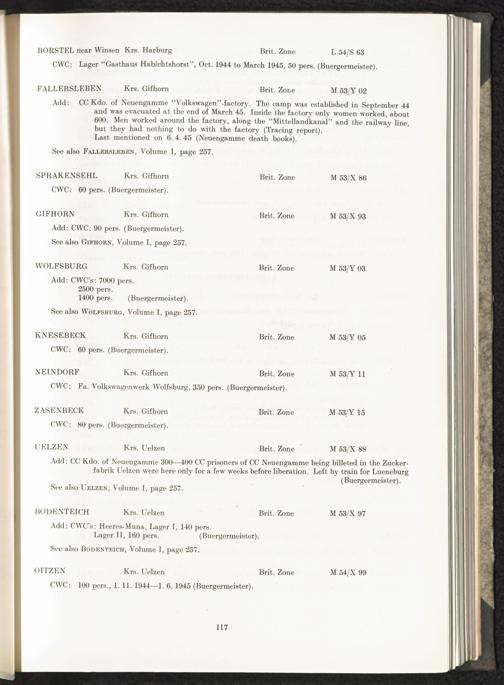 BORSTEL near Winsen Krs. Harburg Brit. Zone L 54/S 63
CWC: Lager "Gasthaus Habichtshorst", Oct. 1944 to March 1945, 50 pers. (Buergermeister).
FALLERSLEBEN Krs. Gifhorn Brit. Zone M 53/Y 02
Add: CC Kdo. of Neuengamme "Volkswagen"-factory. The camp was established in September 44
and was evacuated at the end of March 45. Inside the factory only women worked, about
600. Men worked around the factory, along the "Mittellandkanal" and the railway line,
but they had nothing to do with the factory (Tracing report).
Last mentioned on 6. 4. 45 (Neuengamme death books).
See also FALLERSLEBEN, Volume I, page 257.
SPRAKENSEHL Krs. Gifhorn Brit. Zone M 53/X 86
CWC: 60 pers. (Buergermeister).
GIFHORN Krs. Gifhorn Brit. Zone M 53/X 93
Add: CWC: 90 pers. (Buergermeister).
See also GIFHORN, Volume I, page 257.
WOLFSBURG Krs. Gifhorn Brit. Zone M 53/Y 03
Add: CWC's: 7000 pers.
2500 pers.
1400 pers. (Buergermeister).
See also WOLFSBURG, Volume I, page 257.
KNESEBECK Krs. Gifhorn Brit. Zone M 53/Y 05
CWC: 60 pers. (Buergermeister).
NEINDORF Krs. Gifhorn Brit. Zone M 53/Y 11
CWC: Fa. Volkswagenwerk Wolfsburg, 350 pers. (Buergermeister).
ZASENBECK Krs. Gifhorn Brit. Zone M 53/Y 15
CWC: 80 pers. (Buergermeister).
UELZEN Krs. Uelzen Brit. Zone M 53/X 88
Add: CC Kdo. of Neuengamme 300—400 CC prisoners of CC Neuengamme being billeted in the Zucker-
fabrik Uelzen were here only for a few weeks before liberation. Left by train for Lueneburg
(Buergermeister).
See also UELZEN, Volume I, page 257.
BODENTEICH Krs. Uelzen Brit. Zone M 53/X 97
Add: CWC's: Heeres-Muna, Lager I, 140 pers.
Lager II, 160 pers. (Buergermeister).
See also BODENTEICH, Volume I, page 257.
OITZEN Krs. Uelzen Brit. Zone M 54/X 99
CWC: 100 pers., 1. 11. 1944—1. 6. 1945 (Buergermeister).
117